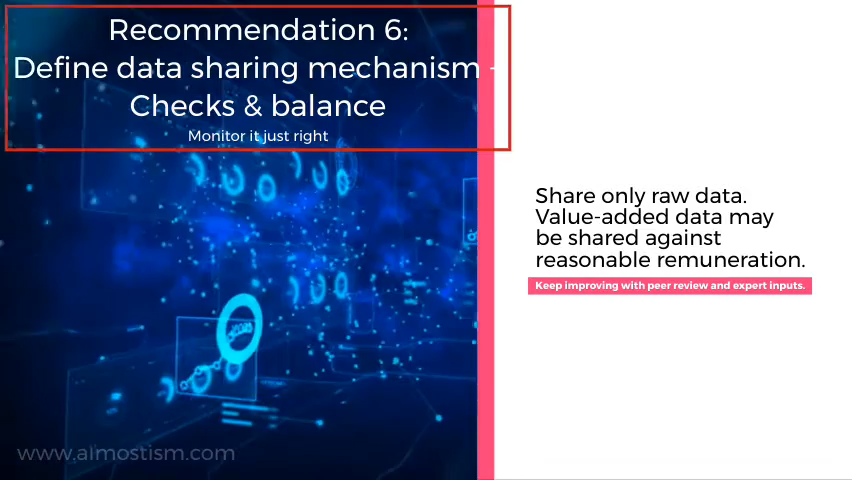 Recommendation 6:
Define data sharing mechanism -
Checks & balance
Monitor it just right
Share only raw data.
Value-added data may
be shared against
reasonable remuneration.
Keep improving with peer review and expert inputs.
www.almostism.com